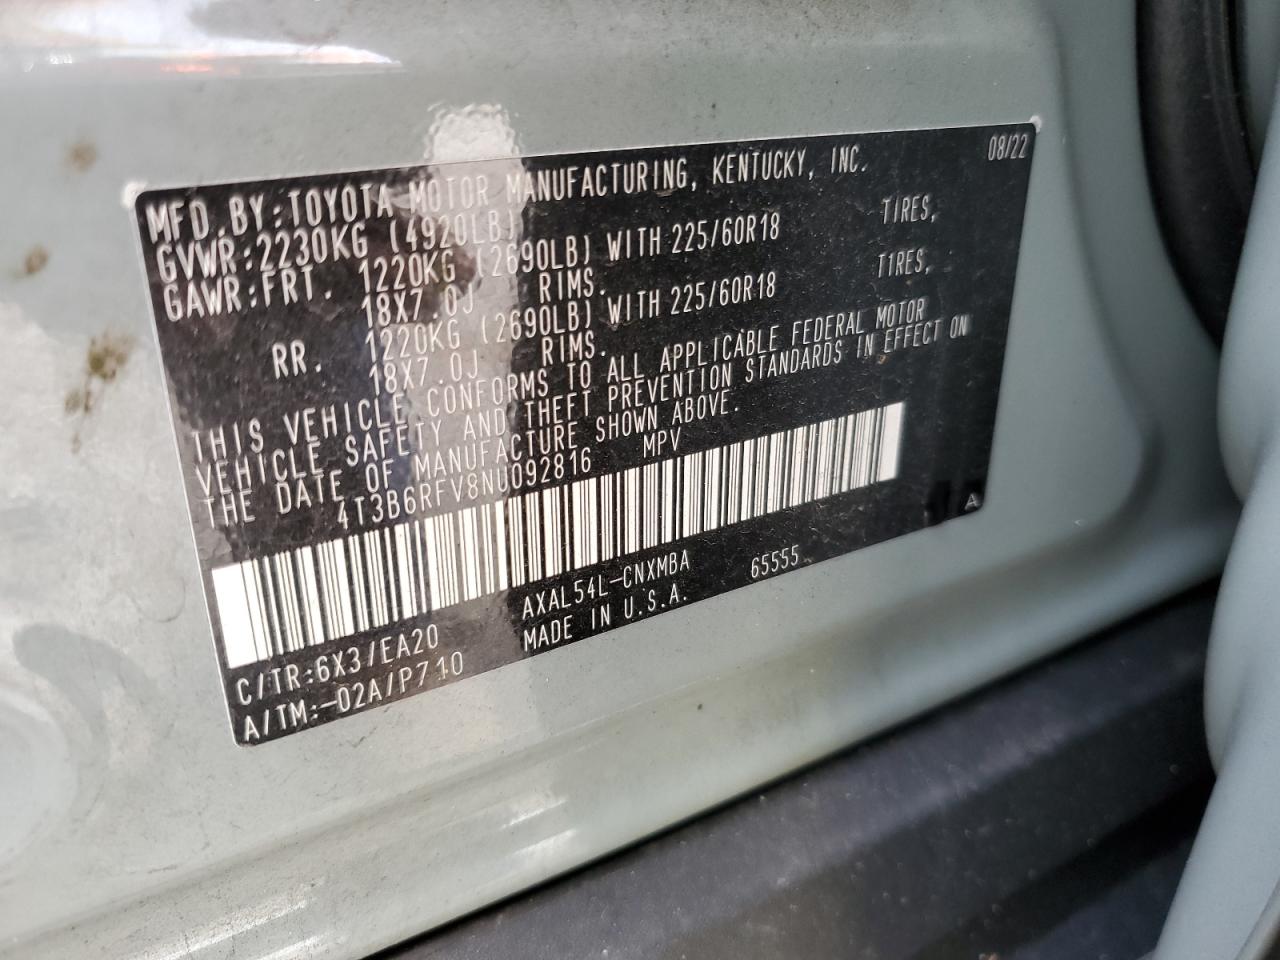 08/22
MFD.BY:TOYOTA MOTOR MANUFACTURING, KENTUCKY, INC.
GVWR:2230KG (4920LB)
GAWR:FRT. 1220KG (2690LB) WITH 225/60R18 TIRES,
18X7.0J RIMS.
RR. 1220KG (2690LB) WITH 225/60R18 TIRES,
18X7.0J RIMS.
THIS VEHICLE CONFORMS TO ALL APPLICABLE FEDERAL MOTOR
VEHICLE SAFETY AND THEFT PREVENTION STANDARDS IN EFFECT ON
THE DATE OF MANUFACTURE SHOWN ABOVE.
4T3B6RFV8NU092816 MPV
A
AXAL54L-CNXMBA 65555
C/TR:6X3/EA20 MADE IN U.S.A.
A/TM:-02A/P710